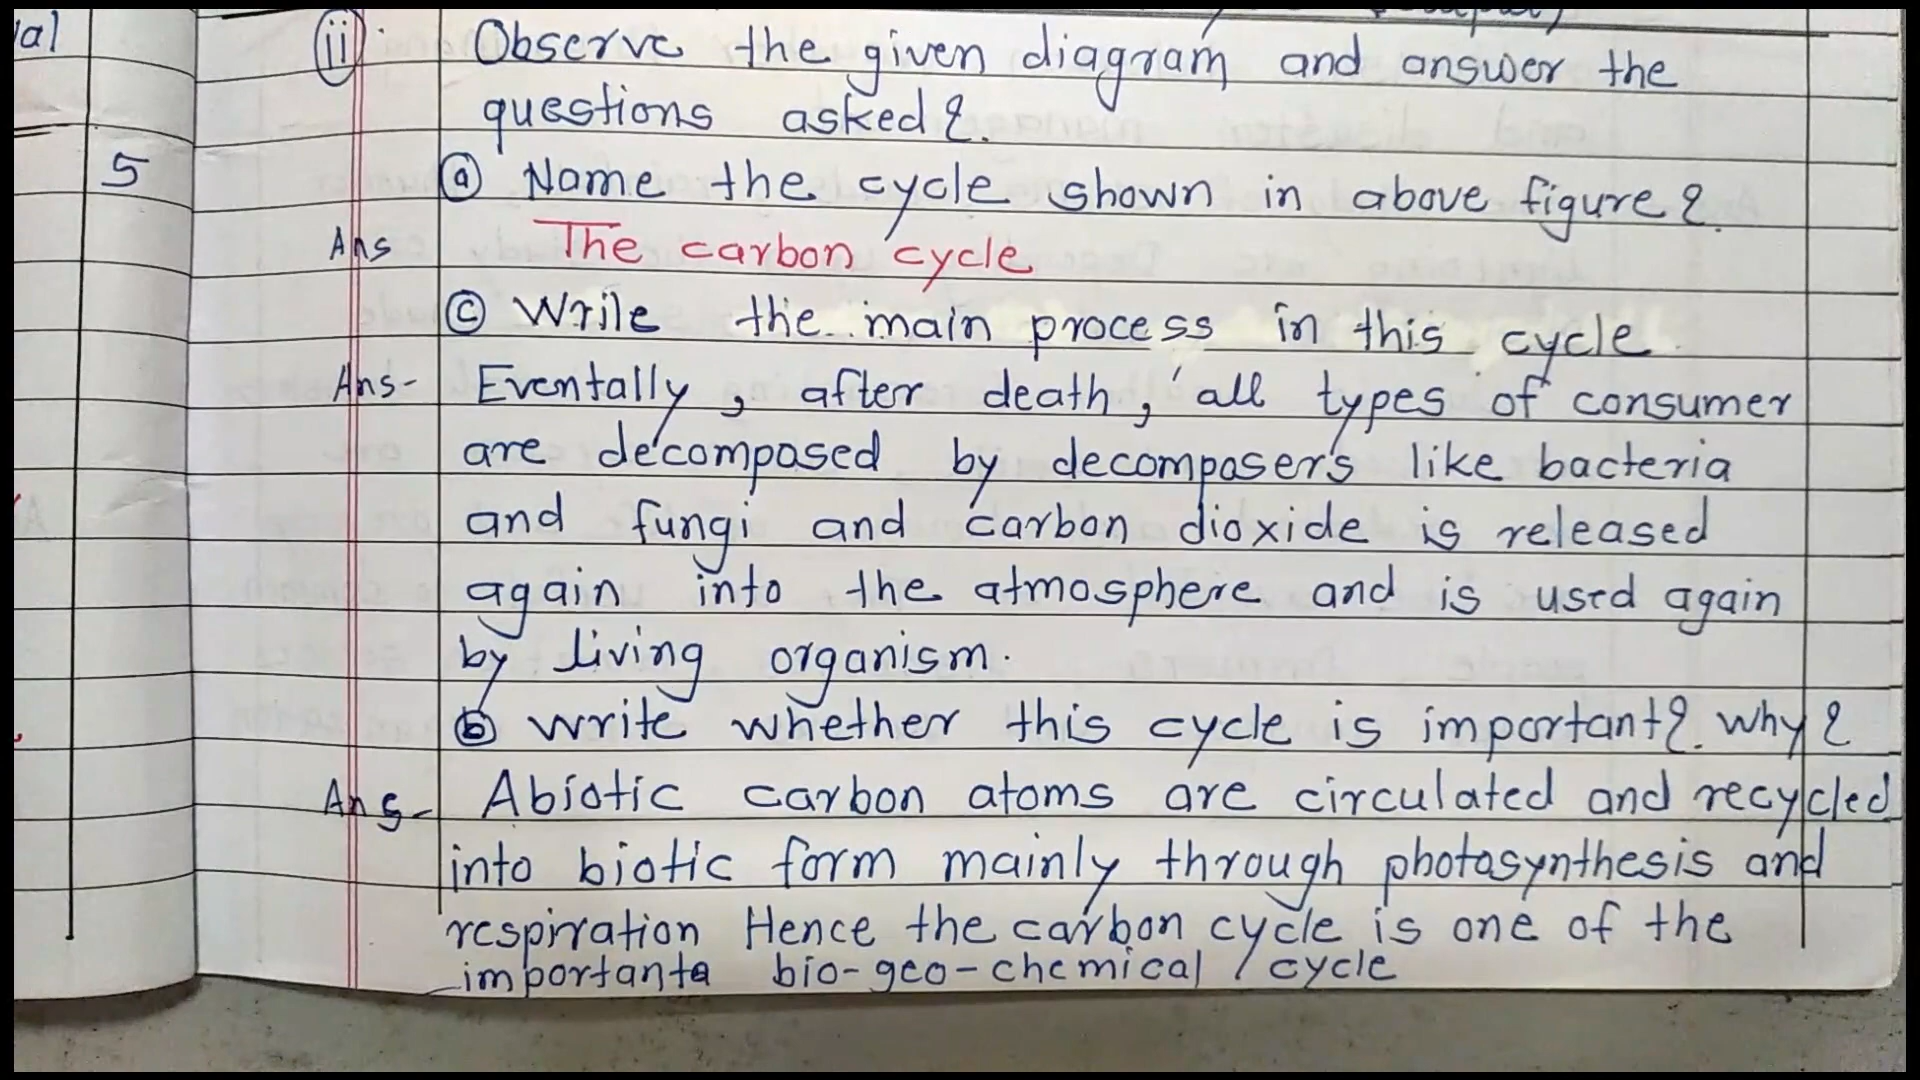 al
5
(ii). Observe the given diagram and answer the
questions asked?
(a) Name the cycle shown in above figure?
Ans The carbon cycle
(c) Wrile the main process in this cycle.
Ans- Eventally, after death, all types of consumer
are decomposed by decomposers like bacteria
and fungi and carbon dioxide is released
again into the atmosphere and is used again
by living organism.
(b) write whether this cycle is important? why?
Ans- Abiotic carbon atoms are circulated and recycled
into biotic form mainly through photosynthesis and
respiration Hence the carbon cycle is one of the
importanta bio-geo-chemical cycle